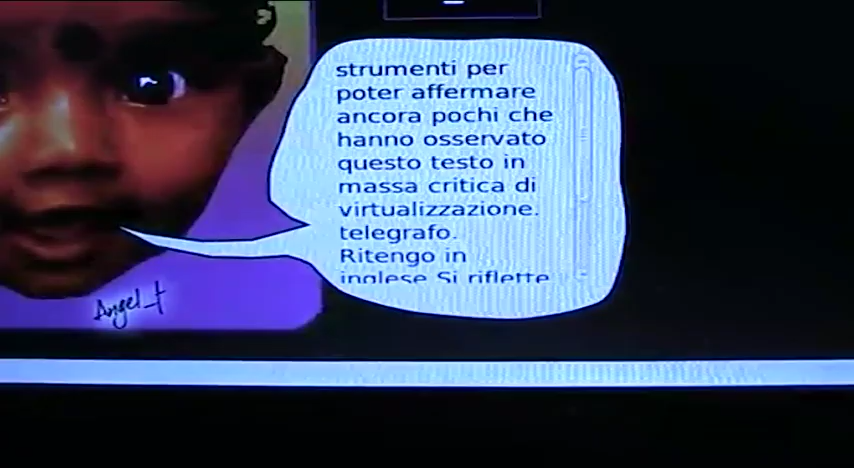 strumenti per
poter affermare
ancora pochi che
hanno osservato
questo testo in
massa critica di
virtualizzazione.
telegrafo.
Ritengo in
inglese Si riflette
Angel_t